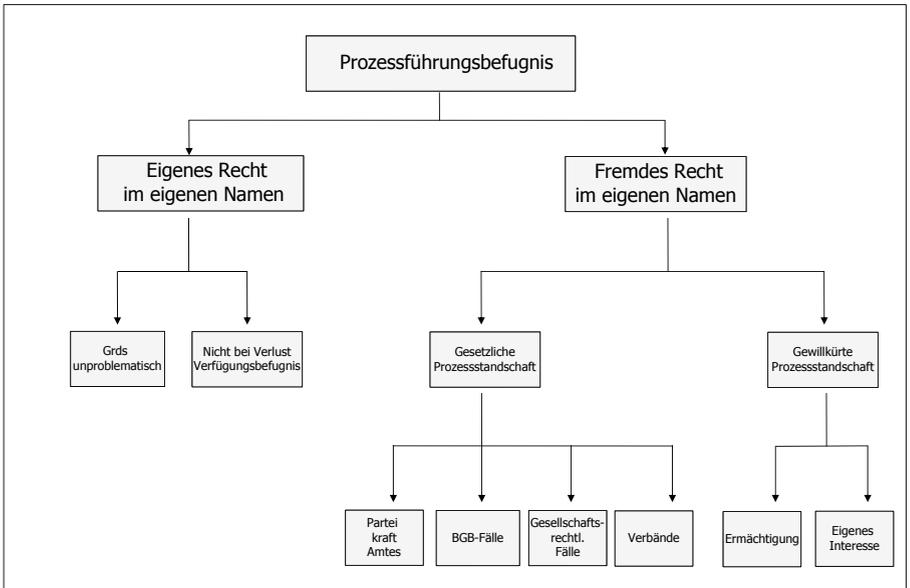 Prozessführungsbefugnis
Eigenes Recht
im eigenen Namen
Fremdes Recht
im eigenen Namen
Grds
unproblematisch
Nicht bei Verlust
Verfügungsbefugnis
Gesetzliche
Prozessstandschaft
Gewillkürte
Prozessstandschaft
Partei
kraft
Amtes
BGB-Fälle
Gesellschafts-
rechtl.
Fälle
Verbände
Ermächtigung
Eigenes
Interesse